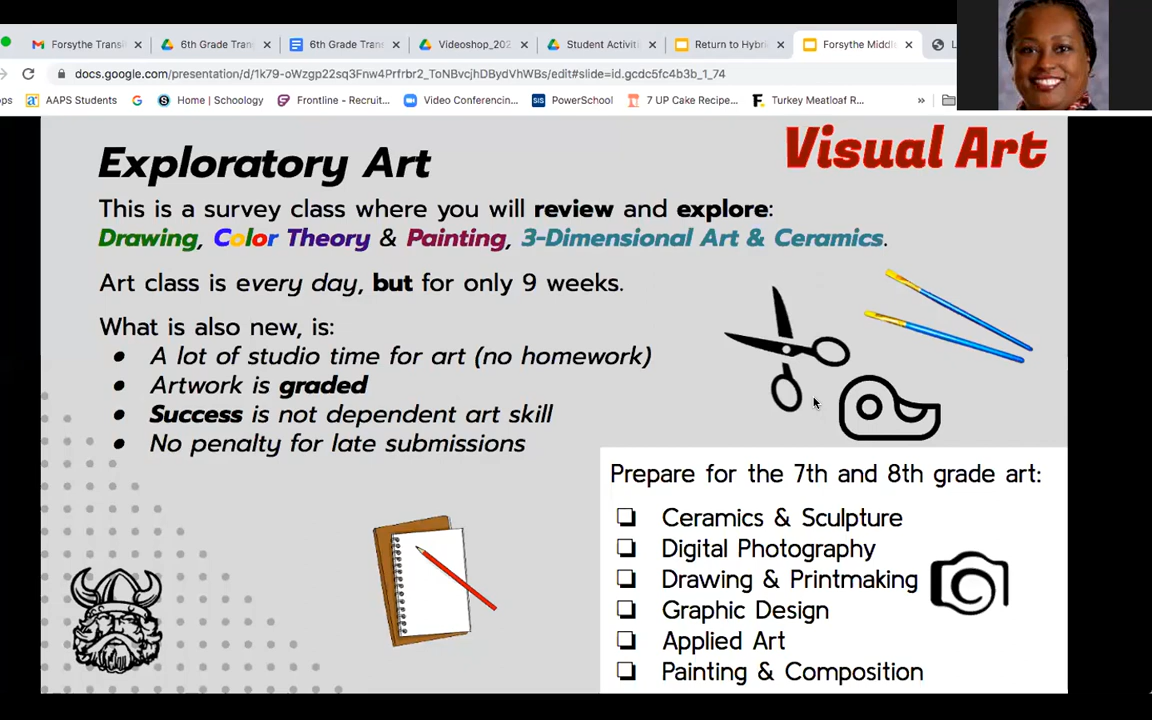 Forsythe Transi
6th Grade Tran
6th Grade Trans
Videoshop_202
Student Activiti
Return to Hybri
Forsythe Middl
docs.google.com/presentation/d/1k79-oWzgp22sq3Fnw4Prfrbr2_ToNBvcjhDBydVhWBs/edit#slide=id.gcdc5fc4b3b_1_74
ops
AAPS Students
Home | Schoology
Frontline - Recruit...
Video Conferencin...
SIS
PowerSchool
7 UP Cake Recipe...
Turkey Meatloaf R...
»
Visual Art
Exploratory Art
This is a survey class where you will review and explore:
Drawing, Color Theory & Painting, 3-Dimensional Art & Ceramics.
Art class is every day, but for only 9 weeks.
What is also new, is:
● A lot of studio time for art (no homework)
● Artwork is graded
● Success is not dependent art skill
● No penalty for late submissions
Prepare for the 7th and 8th grade art:
❏ Ceramics & Sculpture
❏ Digital Photography
❏ Drawing & Printmaking
❏ Graphic Design
❏ Applied Art
❏ Painting & Composition